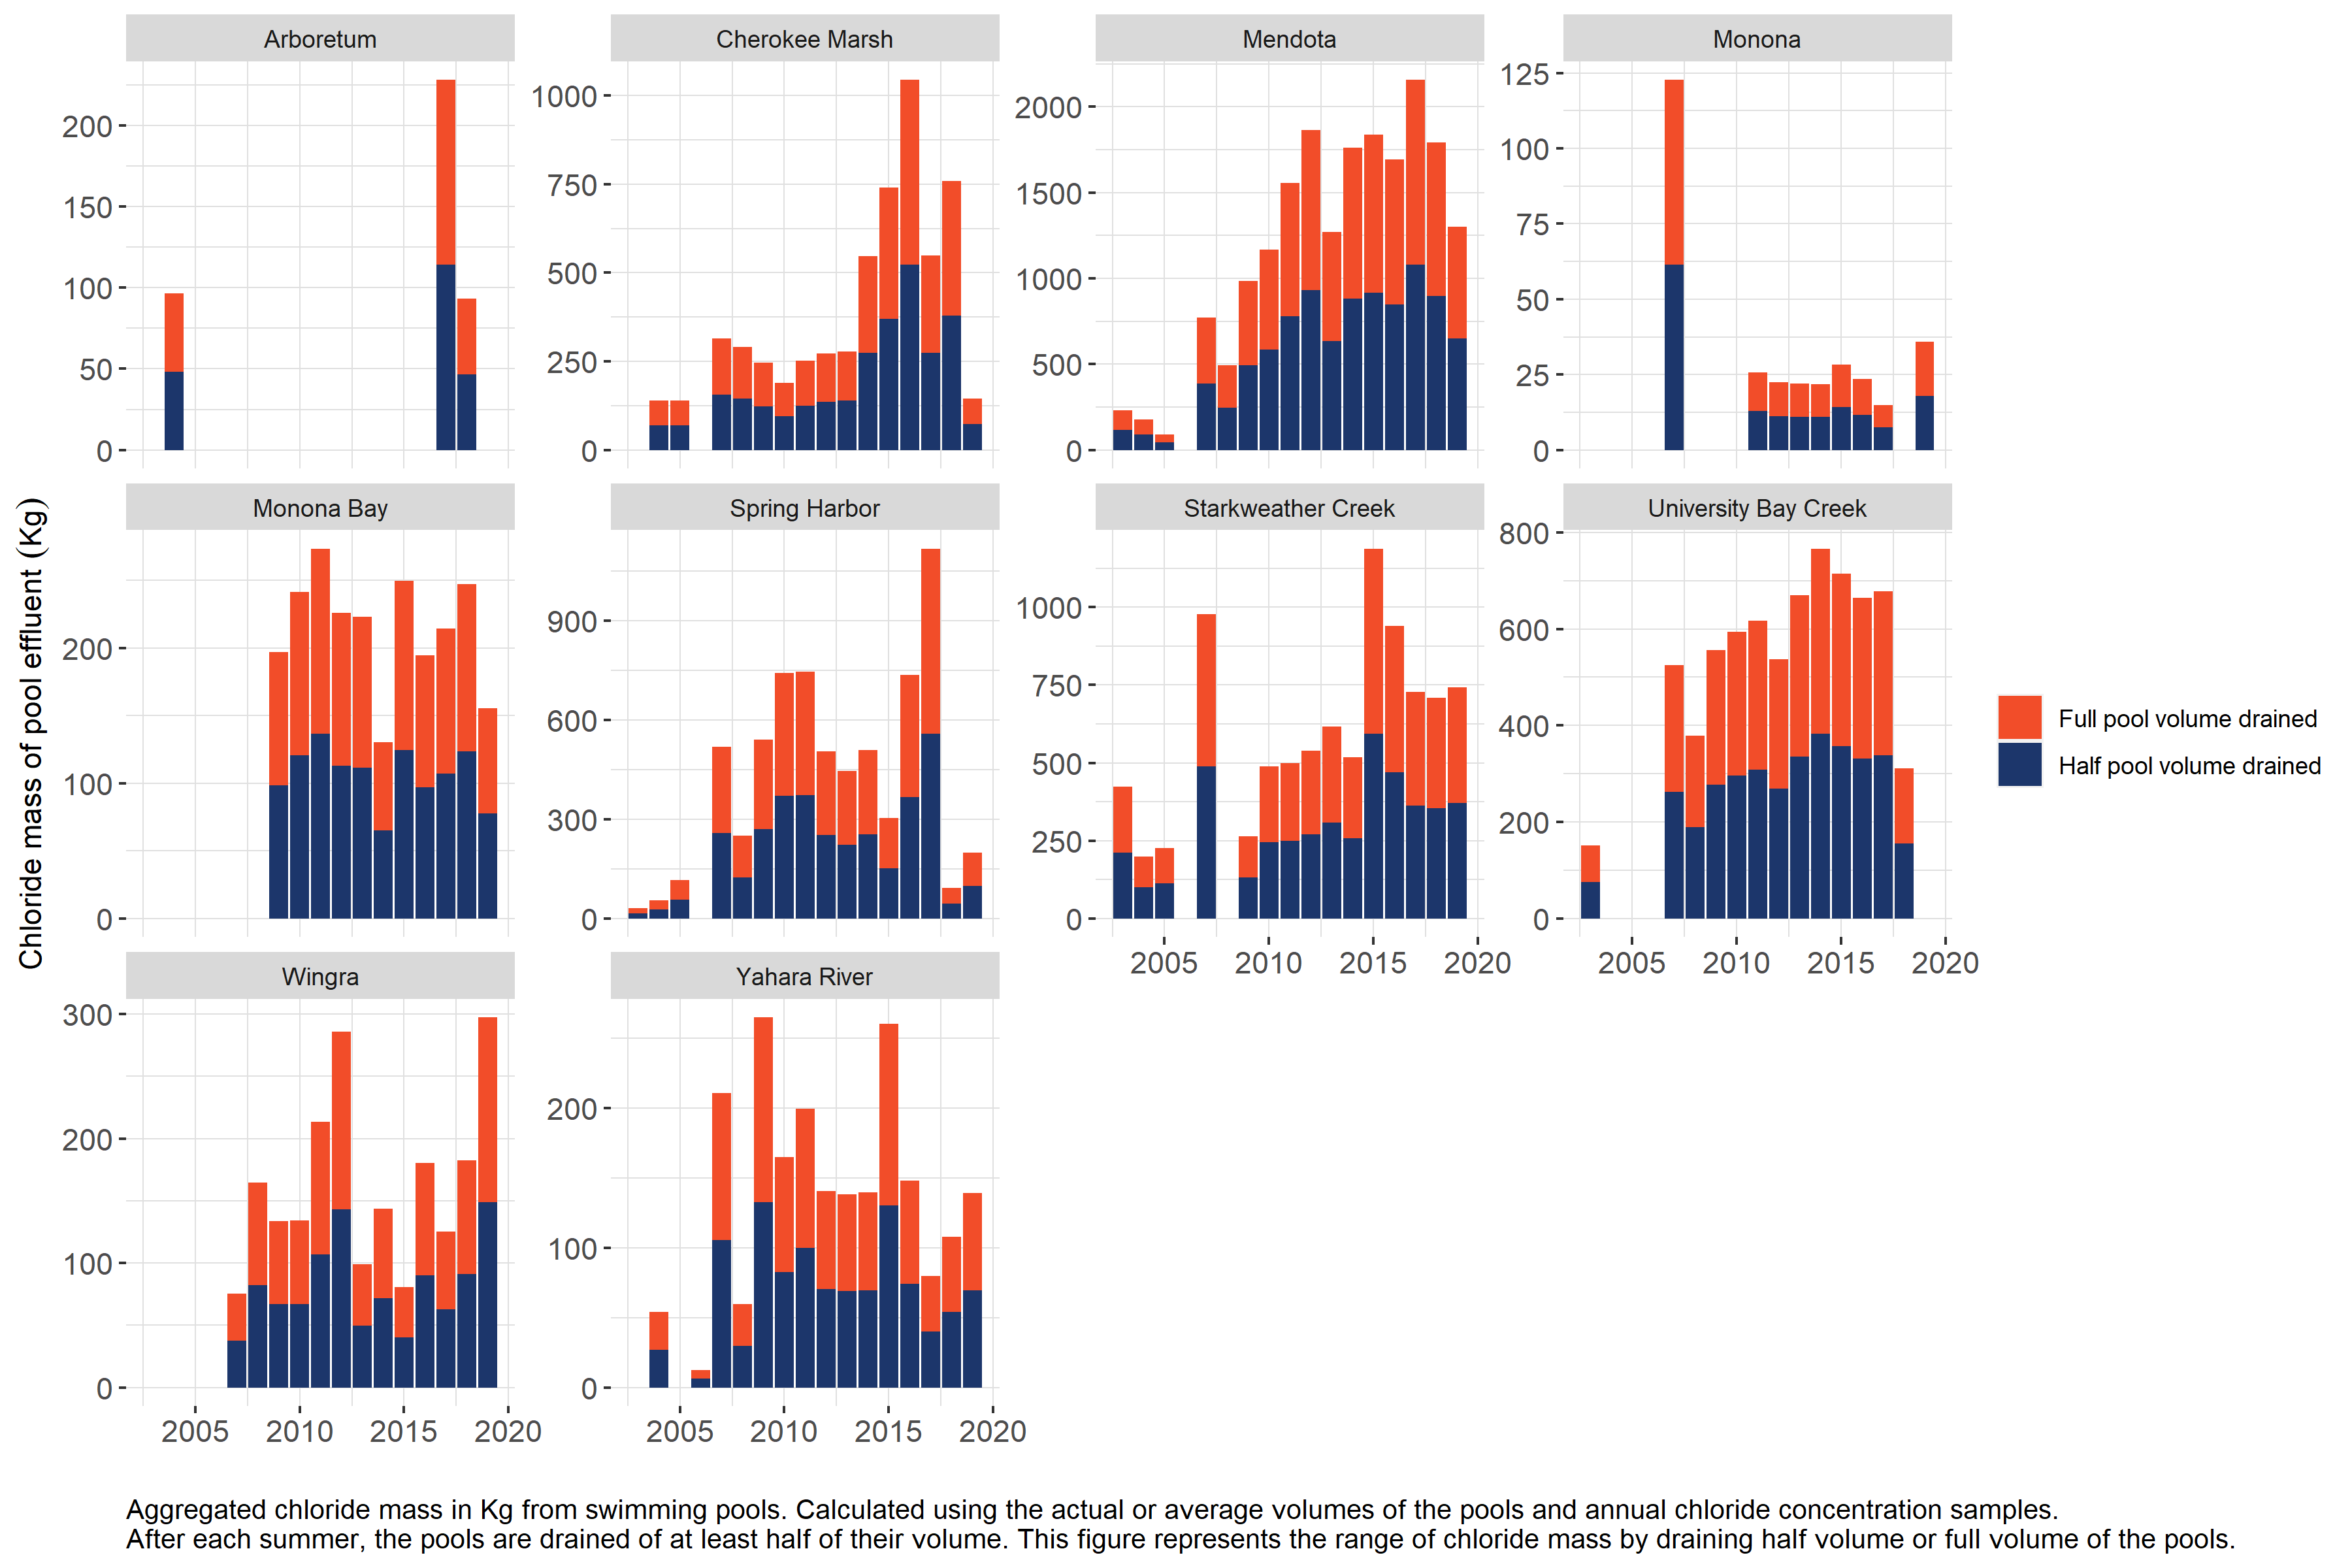 Arboretum
Cherokee Marsh
Mendota
Monona
200
150
100
50
0
1000
750
500
250
0
2000
1500
1000
500
0
125
100
75
50
25
0
Monona Bay
Spring Harbor
Starkweather Creek
University Bay Creek
200
100
0
900
600
300
0
1000
750
500
250
0
800
600
400
200
0
2005 2010 2015 2020
2005 2010 2015 2020
Wingra
Yahara River
300
200
100
0
200
100
0
2005 2010 2015 2020
2005 2010 2015 2020
Chloride mass of pool effluent (Kg)
Full pool volume drained
Half pool volume drained
Aggregated chloride mass in Kg from swimming pools. Calculated using the actual or average volumes of the pools and annual chloride concentration samples.
After each summer, the pools are drained of at least half of their volume. This figure represents the range of chloride mass by draining half volume or full volume of the pools.